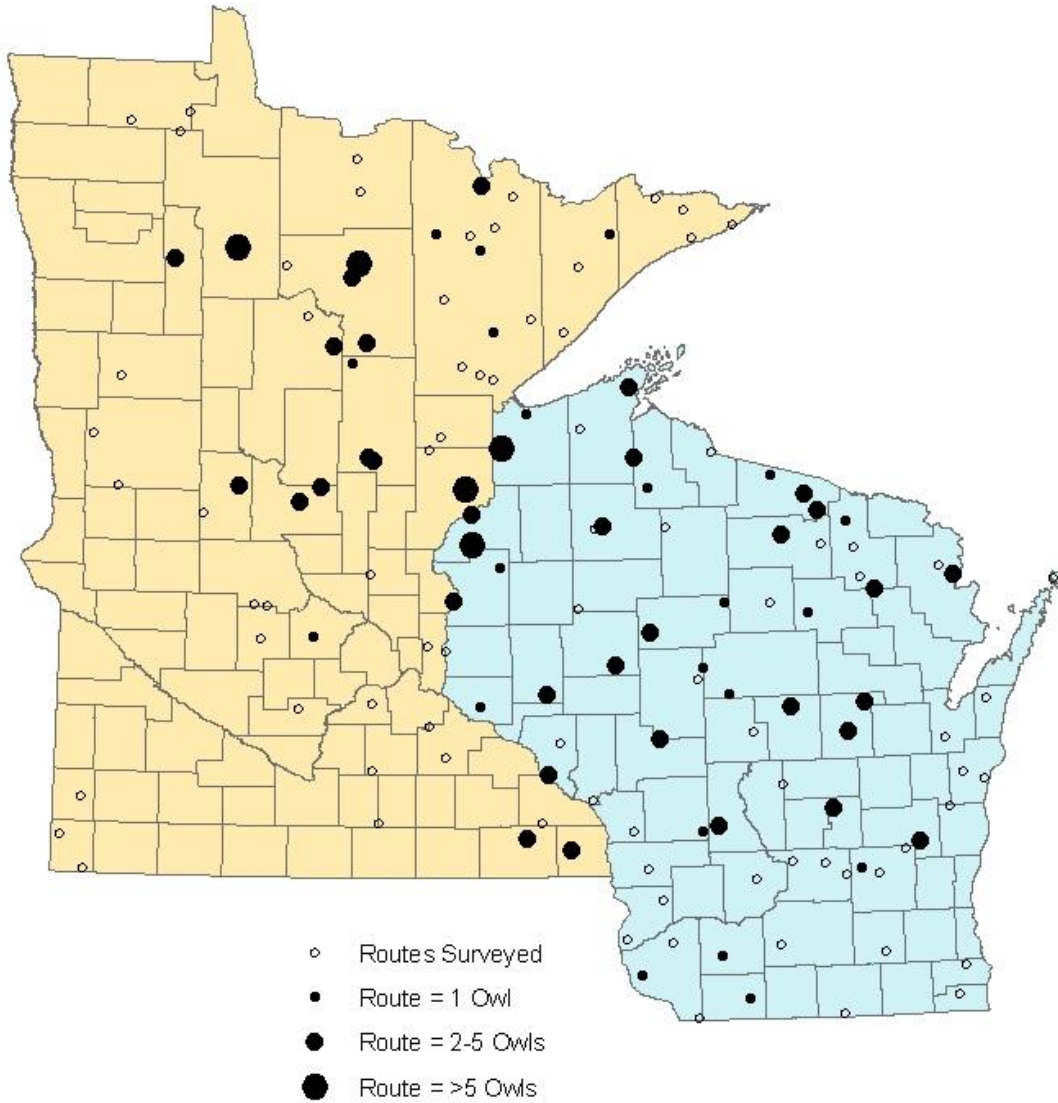 Routes Surveyed
Route = 1 Owl
Route = 2-5 Owls
Route = >5 Owls